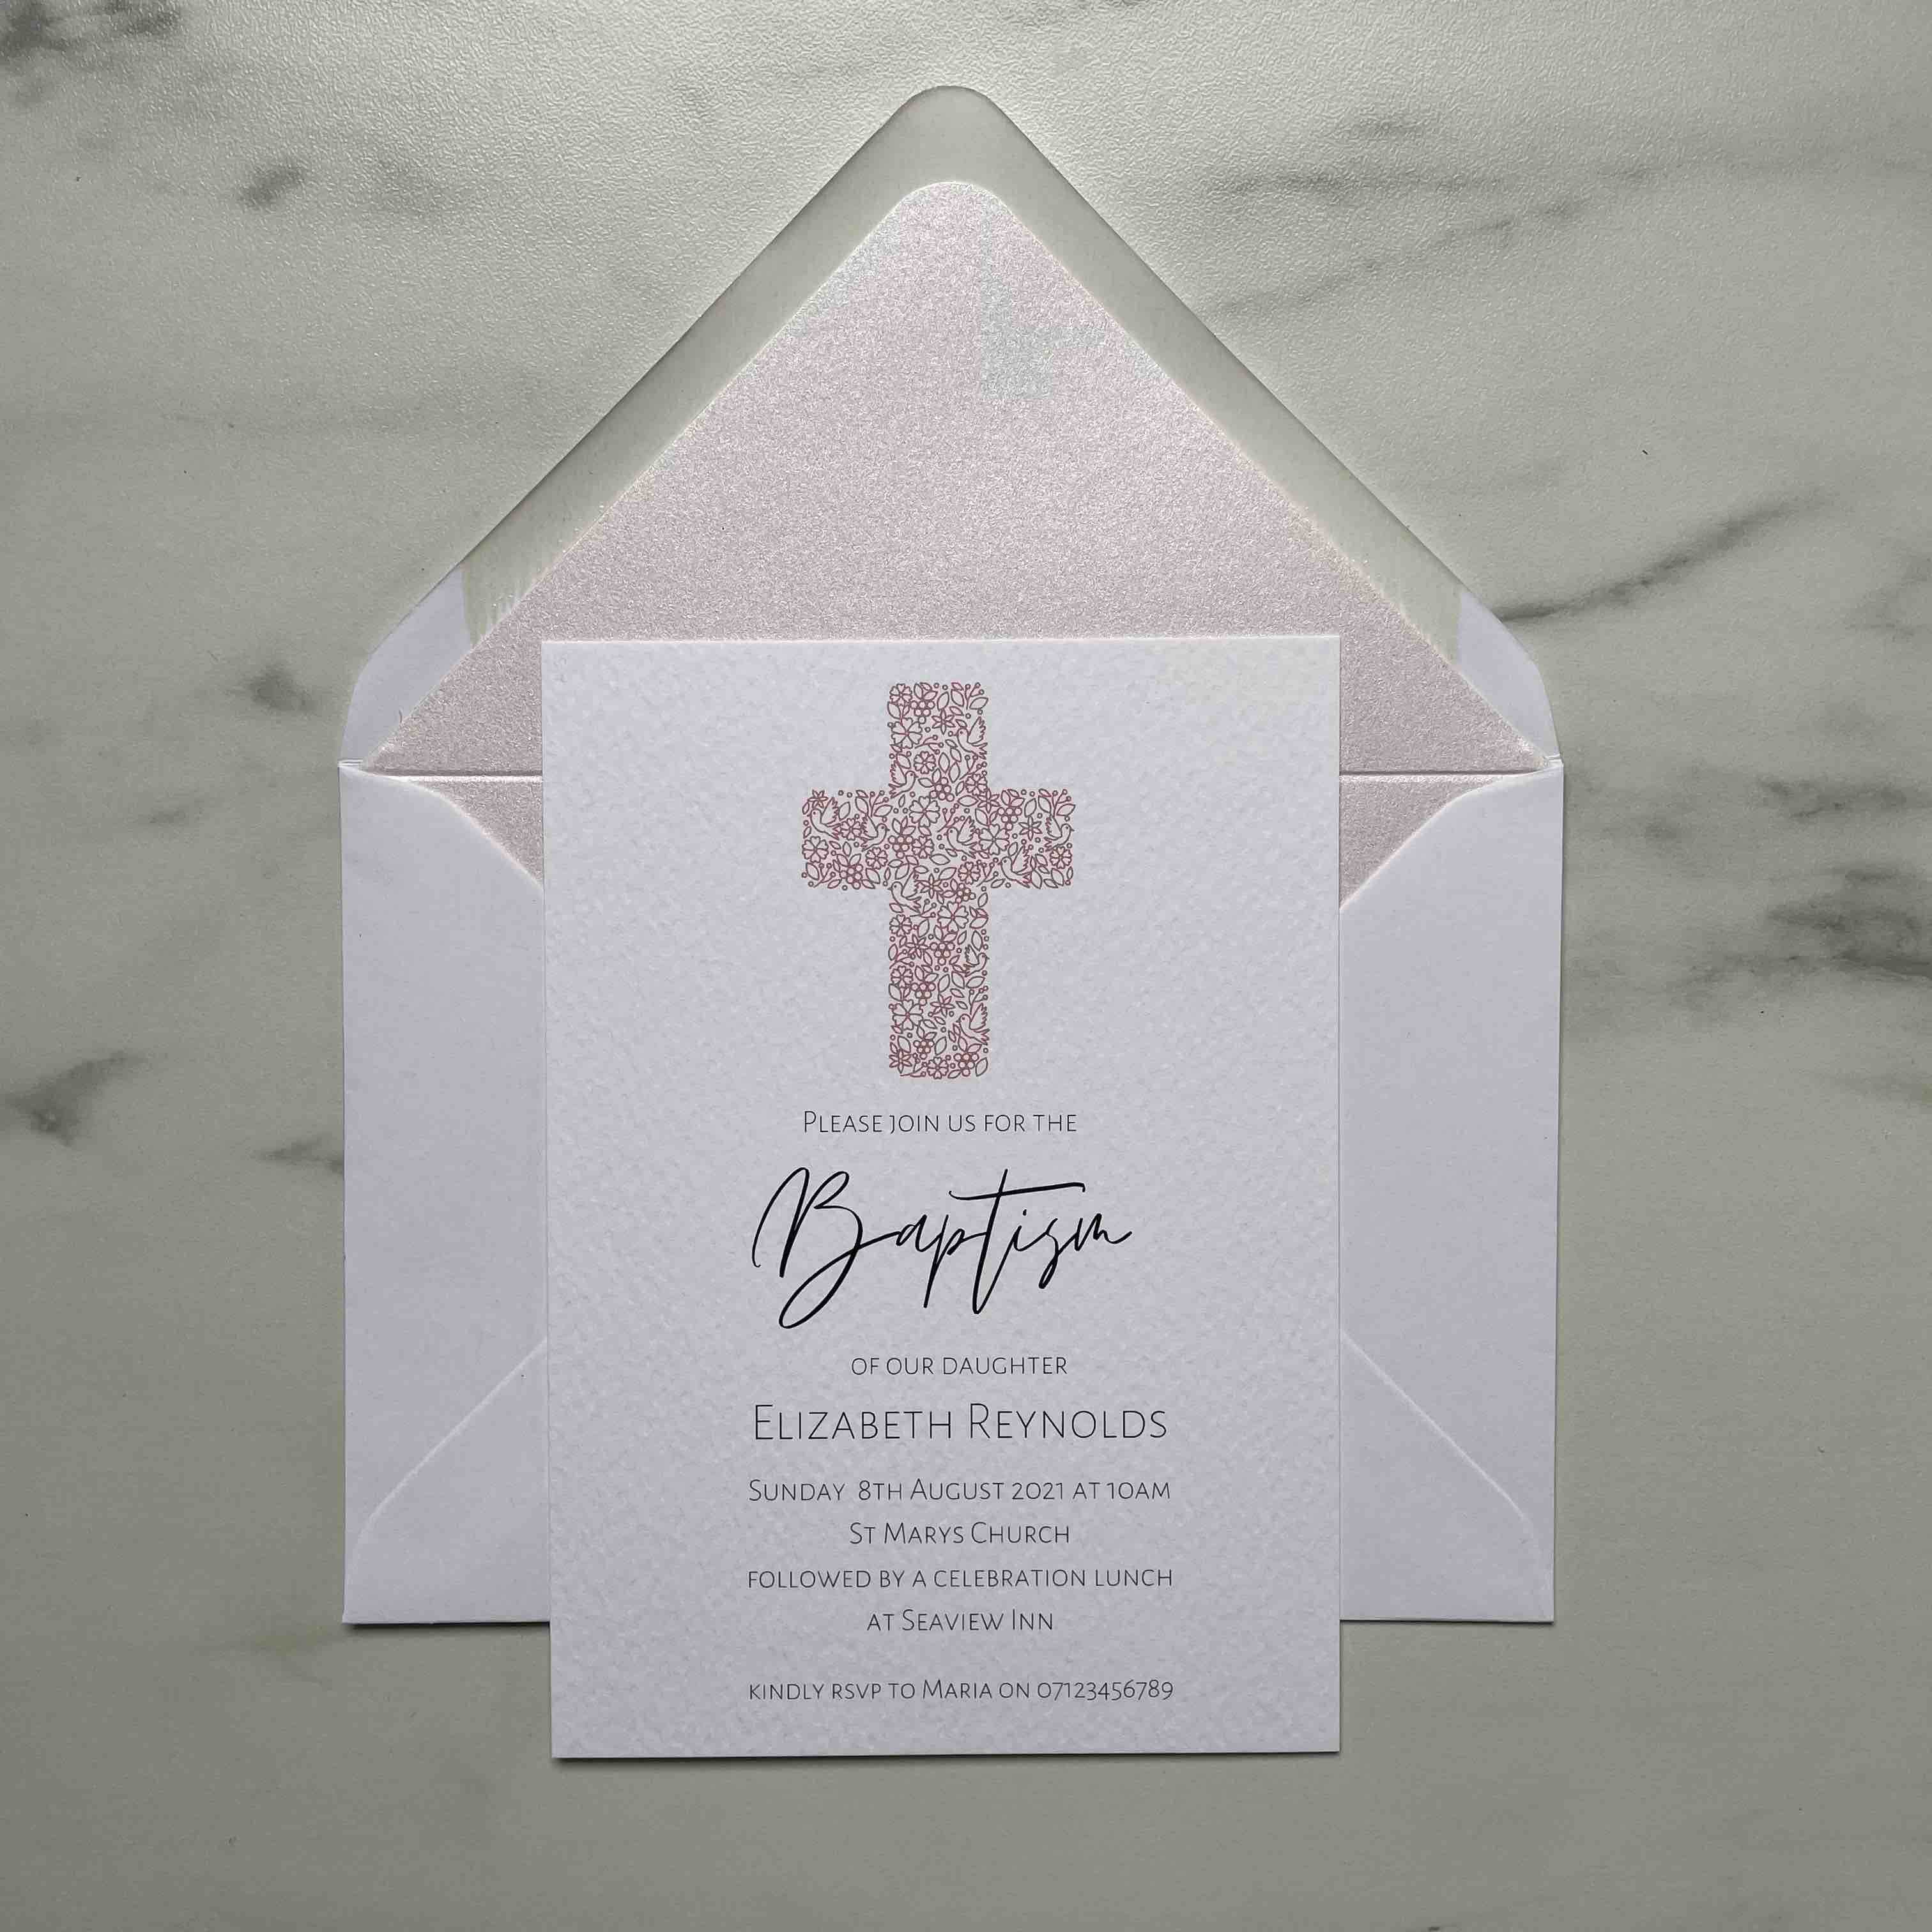 Please join us for the
Baptism
of our daughter
Elizabeth Reynolds
Sunday 8th August 2021 at 10am
St Marys Church
followed by a celebration lunch
at Seaview Inn
kindly rsvp to Maria on 07123456789